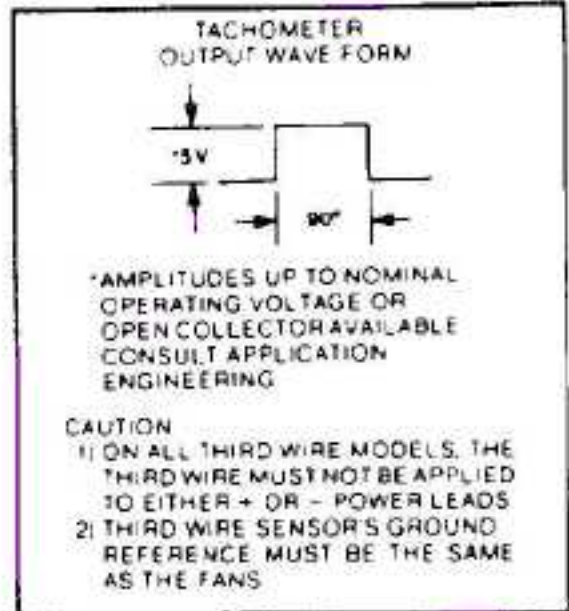 TACHOMETER
OUTPUT WAVE FORM
*5V
90°
*AMPLITUDES UP TO NOMINAL
OPERATING VOLTAGE OR
OPEN COLLECTOR AVAILABLE
CONSULT APPLICATION
ENGINEERING
CAUTION
1) ON ALL THIRD WIRE MODELS, THE
THIRD WIRE MUST NOT BE APPLIED
TO EITHER + OR - POWER LEADS
2) THIRD WIRE SENSOR'S GROUND
REFERENCE MUST BE THE SAME
AS THE FANS